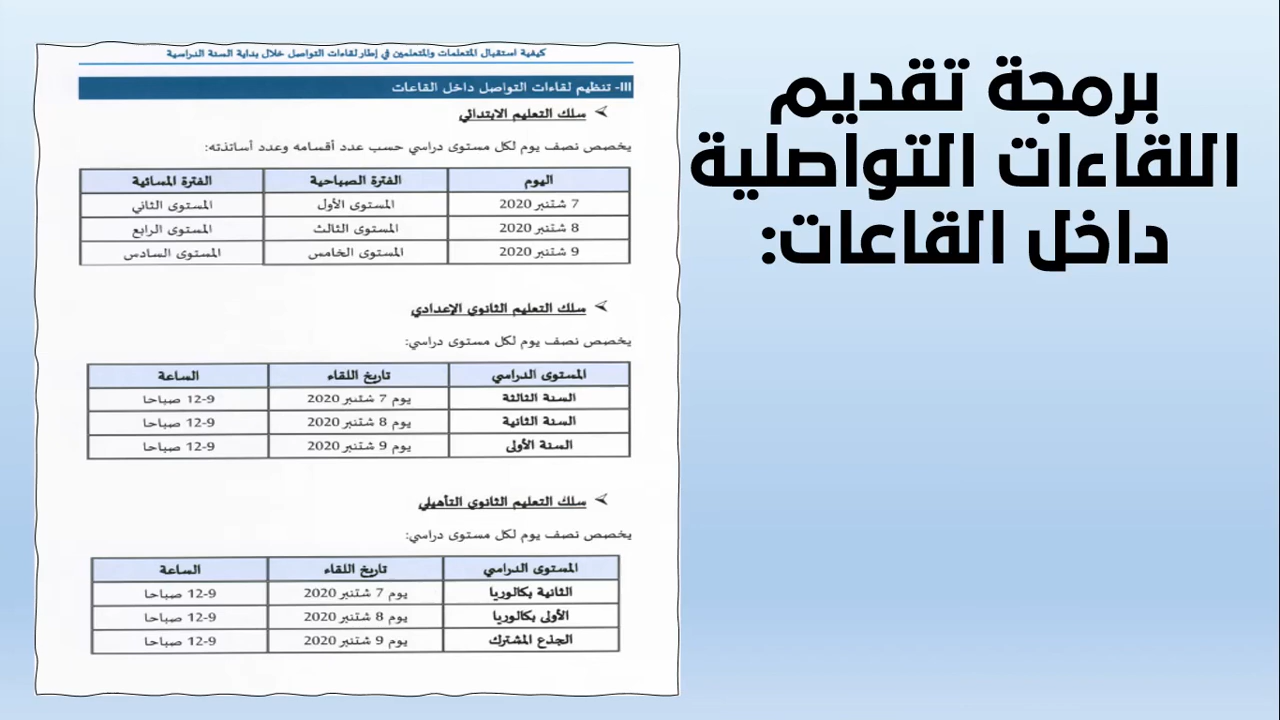 برمجة تقديم
اللقاءات التواصلية
داخل القاعات:
كيفية استقبال المتعلمات والمتعلمين في إطار لقاءات التواصل خلال بداية السنة الدراسية
III- تنظيم لقاءات التواصل داخل القاعات
سلك التعليم الابتدائي
يخصص نصف يوم لكل مستوى دراسي حسب عدد أقسامه وعدد أساتذته:
اليوم الفترة الصباحية الفترة المسائية
7 شتنبر 2020 المستوى الأول المستوى الثاني
8 شتنبر 2020 المستوى الثالث المستوى الرابع
9 شتنبر 2020 المستوى الخامس المستوى السادس
سلك التعليم الثانوي الإعدادي
يخصص نصف يوم لكل مستوى دراسي:
المستوى الدراسي تاريخ اللقاء الساعة
السنة الثالثة يوم 7 شتنبر 2020 9-12 صباحا
السنة الثانية يوم 8 شتنبر 2020 9-12 صباحا
السنة الأولى يوم 9 شتنبر 2020 9-12 صباحا
سلك التعليم الثانوي التأهيلي
يخصص نصف يوم لكل مستوى دراسي:
المستوى الدراسي تاريخ اللقاء الساعة
الثانية بكالوريا يوم 7 شتنبر 2020 9-12 صباحا
الأولى بكالوريا يوم 8 شتنبر 2020 9-12 صباحا
الجذع المشترك يوم 9 شتنبر 2020 9-12 صباحا